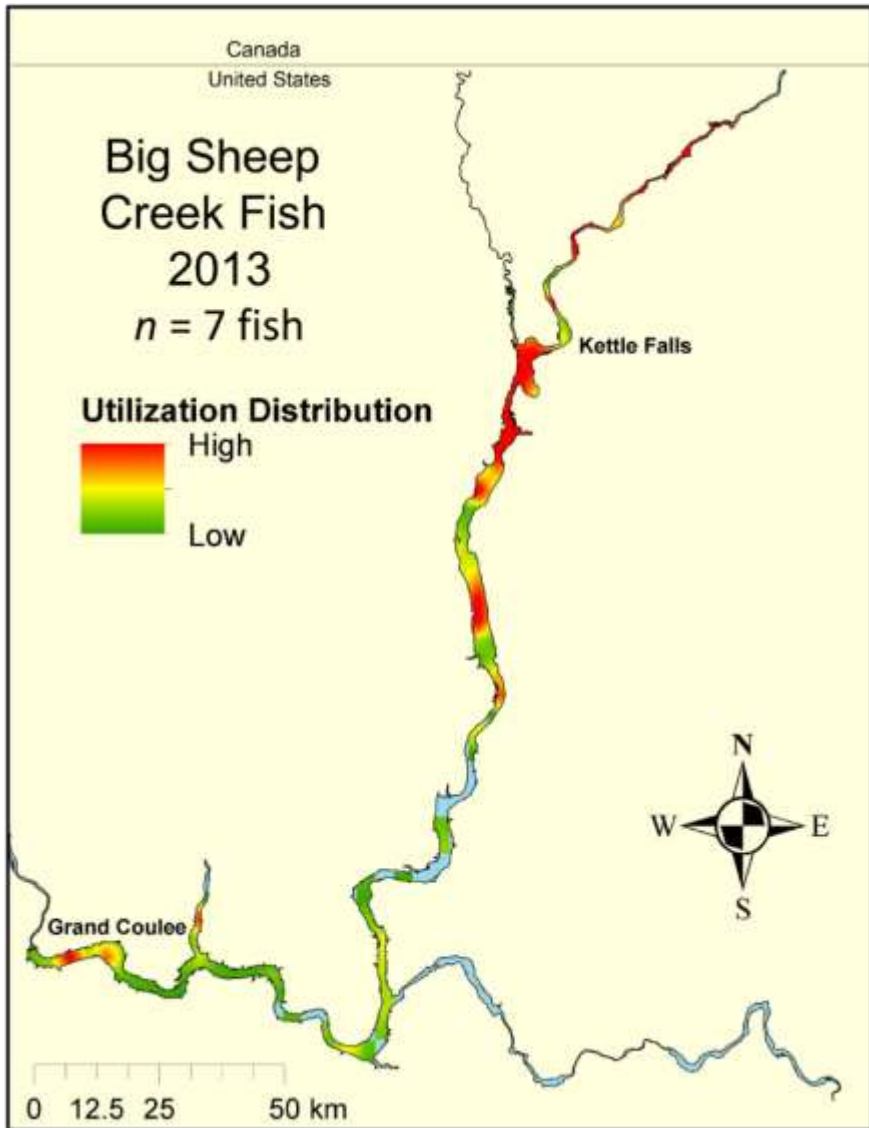 Canada
United States
Big Sheep
Creek Fish
2013
n = 7 fish
Kettle Falls
Utilization Distribution
High
Low
N
W E
S
Grand Coulee
0 12.5 25 50 km